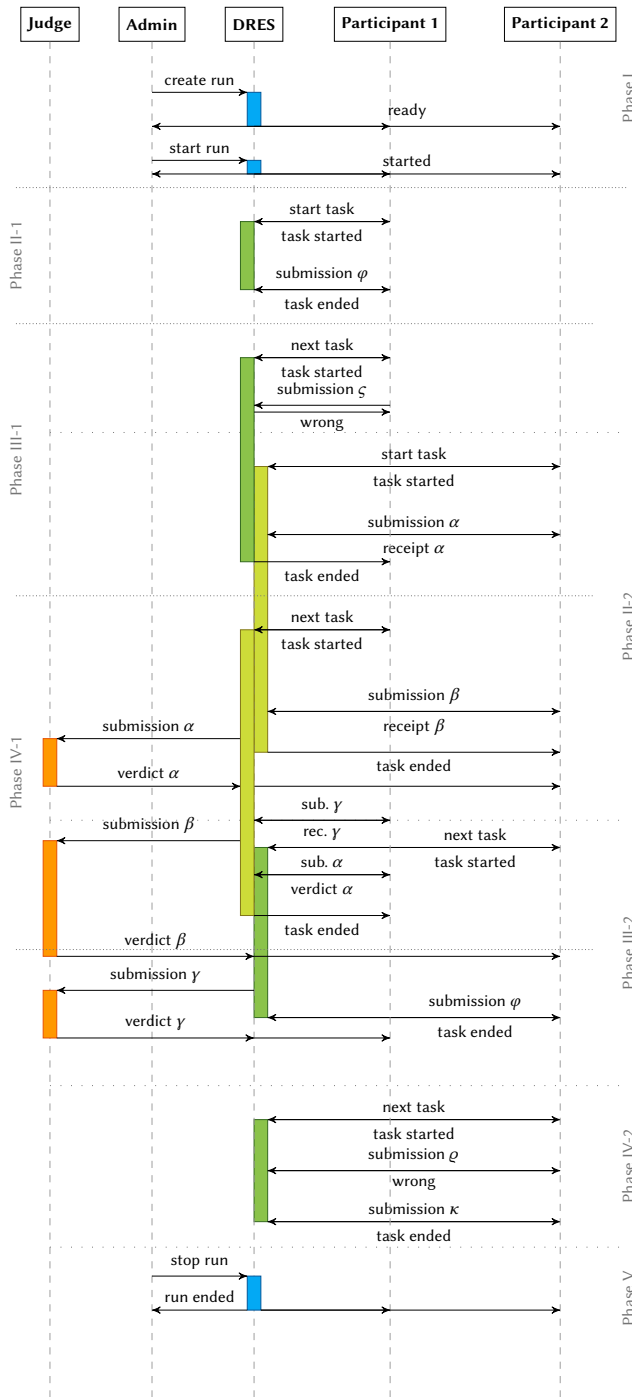 Judge Admin DRES Participant 1 Participant 2
create run
Phase I
ready
start run
started
Phase II-1
start task
task started
submission φ
task ended
next task
task started
submission ς
wrong
Phase III-1
start task
task started
submission α
receipt α
task ended
Phase II-2
next task
task started
submission β
submission α
receipt β
task ended
Phase IV-1
verdict α
sub. γ
submission β
rec. γ
next task
sub. α
task started
verdict α
task ended
Phase III-2
verdict β
submission γ
submission φ
verdict γ
task ended
next task
task started
Phase IV-2
submission ϱ
wrong
submission κ
task ended
stop run
Phase V
run ended